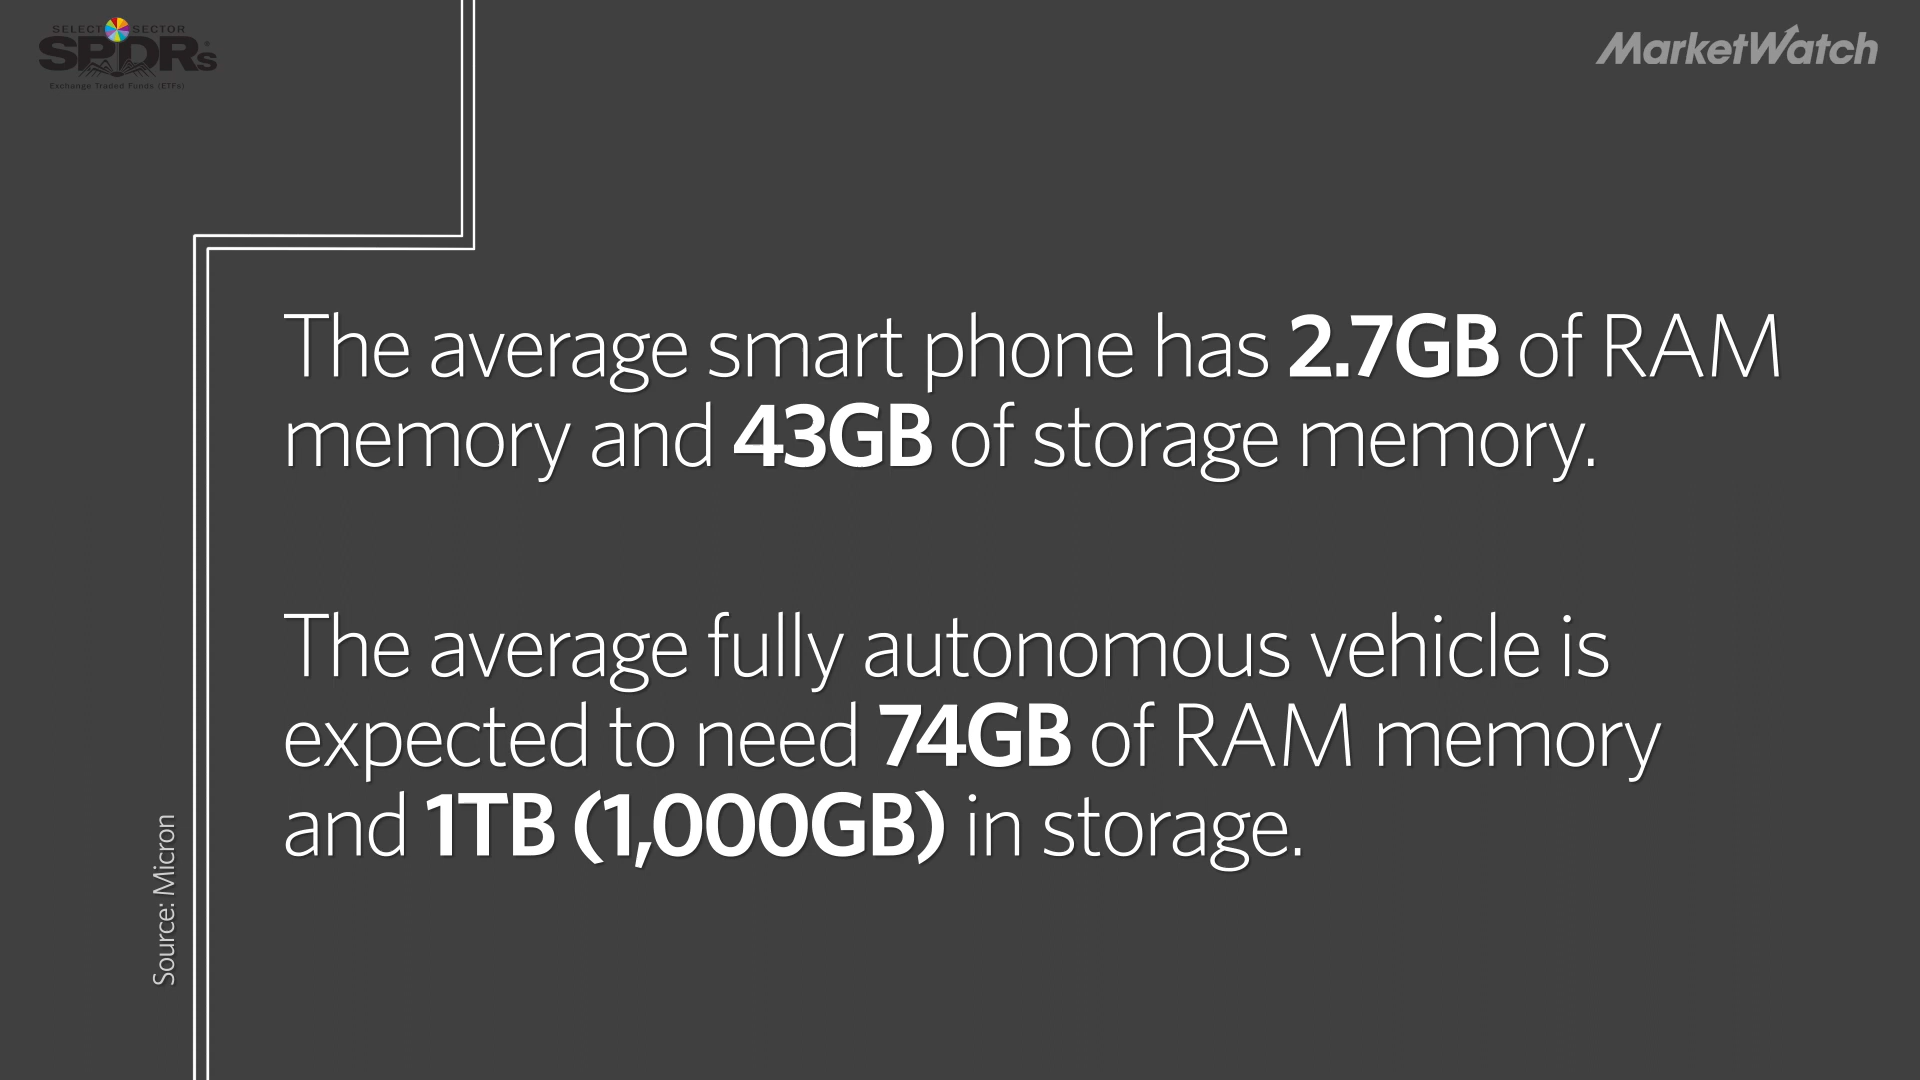 SELECT SECTOR
SPDRs®
Exchange Traded Funds (ETFs)
MarketWatch
The average smart phone has 2.7GB of RAM
memory and 43GB of storage memory.
The average fully autonomous vehicle is
expected to need 74GB of RAM memory
and 1TB (1,000GB) in storage.
Source: Micron